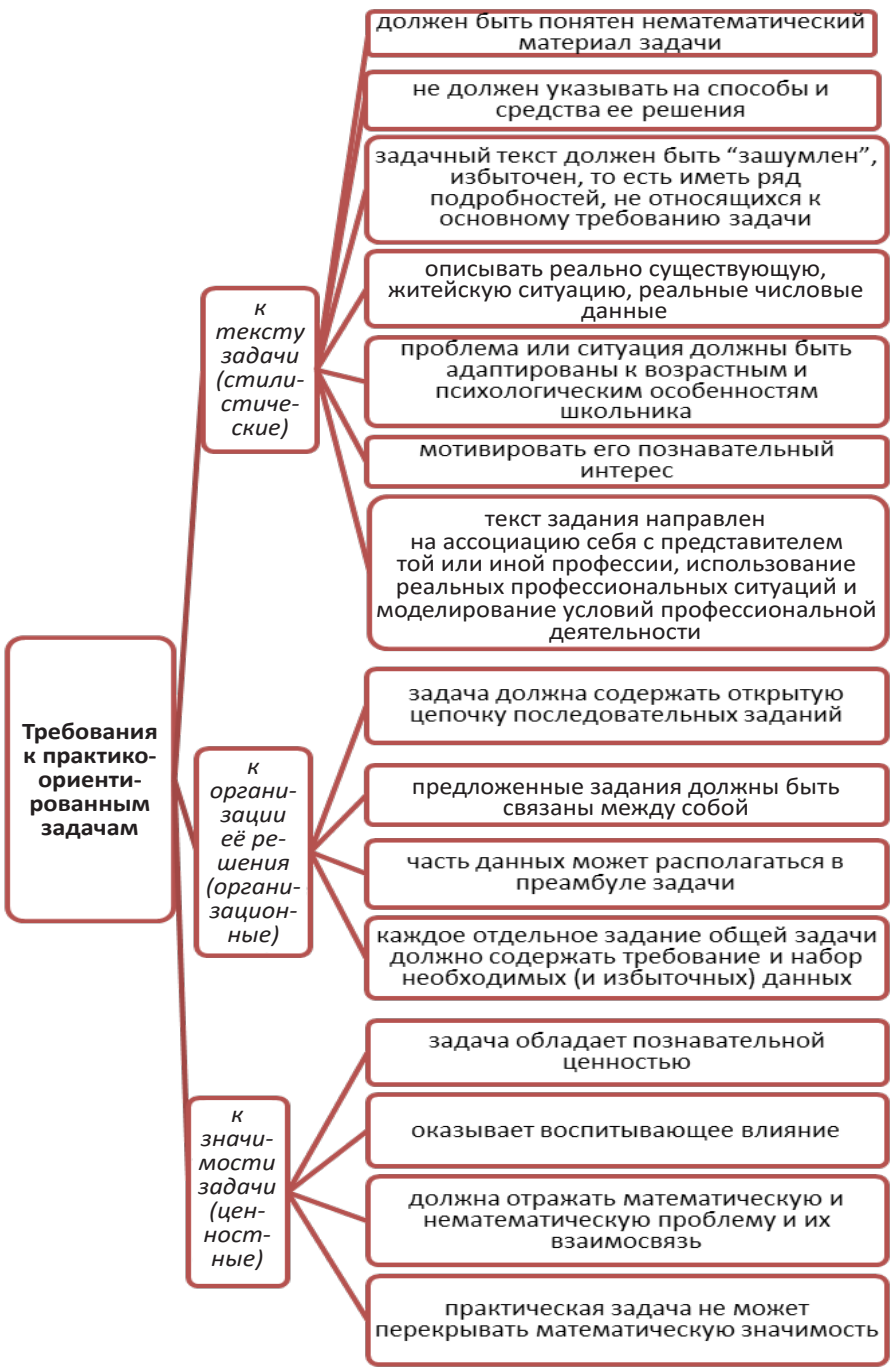 Требования
к практико-
ориенти-
рованным
задачам
к
тексту
задачи
(стили-
стиче-
ские)
должен быть понятен нематематический
материал задачи
не должен указывать на способы и
средства ее решения
задачный текст должен быть “зашумлен”,
избыточен, то есть иметь ряд
подробностей, не относящихся к
основному требованию задачи
описывать реально существующую,
житейскую ситуацию, реальные числовые
данные
проблема или ситуация должны быть
адаптированы к возрастным и
психологическим особенностям
школьника
мотивировать его познавательный
интерес
текст задания направлен
на ассоциацию себя с представителем
той или иной профессии, использование
реальных профессиональных ситуаций и
моделирование условий профессиональной
деятельности
к
органи-
зации
её ре-
шения
(органи-
зацион-
ные)
задача должна содержать открытую
цепочку последовательных заданий
предложенные задания должны быть
связаны между собой
часть данных может располагаться в
преамбуле задачи
каждое отдельное задание общей задачи
должно содержать требование и набор
необходимых (и избыточных) данных
к
значи-
мости
задачи
(цен-
ност-
ные)
задача обладает познавательной
ценностью
оказывает воспитывающее влияние
должна отражать математическую и
нематематическую проблему и их
взаимосвязь
практическая задача не может
перекрывать математическую значимость